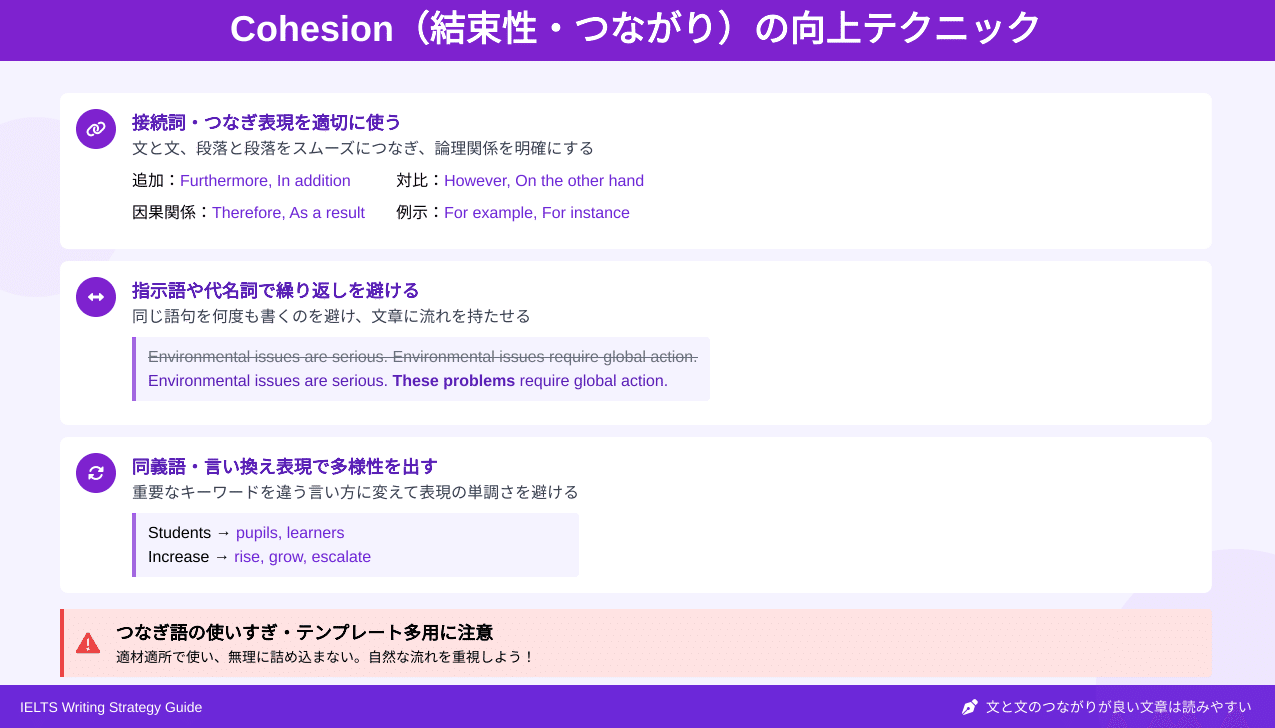 Cohesion（結束性・つながり）の向上テクニック
接続詞・つなぎ表現を適切に使う
文と文、段落と段落をスムーズにつなぎ、論理関係を明確にする
追加：Furthermore, In addition
対比：However, On the other hand
因果関係：Therefore, As a result
例示：For example, For instance
指示語や代名詞で繰り返しを避ける
同じ語句を何度も書くのを避け、文章に流れを持たせる
Environmental issues are serious. Environmental issues require global action.
Environmental issues are serious. These problems require global action.
同義語・言い換え表現で多様性を出す
重要なキーワードを違う言い方に変えて表現の単調さを避ける
Students → pupils, learners
Increase → rise, grow, escalate
つなぎ語の使いすぎ・テンプレート多用に注意
適材適所で使い、無理に詰め込まない。自然な流れを重視しよう！
IELTS Writing Strategy Guide
文と文のつながりが良い文章は読みやすい